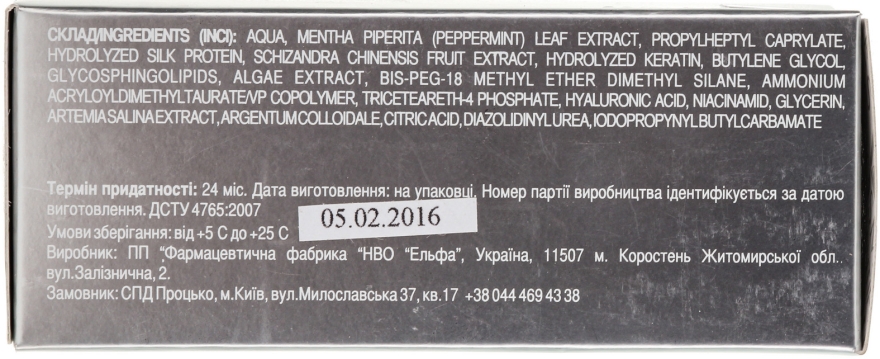 СКЛАД/INGREDIENTS (INCI): AQUA, MENTHA PIPERITA (PEPPERMINT) LEAF EXTRACT, PROPYLHEPTYL CAPRYLATE,
HYDROLYZED SILK PROTEIN, SCHIZANDRA CHINENSIS FRUIT EXTRACT, HYDROLYZED KERATIN, BUTYLENE GLYCOL,
GLYCOSPHINGOLIPIDS, ALGAE EXTRACT, BIS-PEG-18 METHYL ETHER DIMETHYL SILANE, AMMONIUM
ACRYLOYLDIMETHYLTAURATE/VP COPOLYMER, TRICETEARETH-4 PHOSPHATE, HYALURONIC ACID, NIACINAMID, GLYCERIN,
ARTEMIA SALINA EXTRACT, ARGENTUM COLLOIDALE, CITRIC ACID, DIAZOLIDINYL UREA, IODOPROPYNYL BUTYLCARBAMATE
Термін придатності: 24 міс. Дата виготовлення: на упаковці. Номер партії виробництва ідентифікується за датою
виготовлення. ДСТУ 4765:2007
05.02.2016
Умови зберігання: від +5 С до +25 С
Виробник: ПП "Фармацевтична фабрика "НВО "Ельфа", Україна, 11507 м. Коростень Житомирської обл..
вул.Залізнична, 2.
Замовник: СПД Процько, м.Київ, вул.Милославська 37, кв.17 +38 044 469 43 38